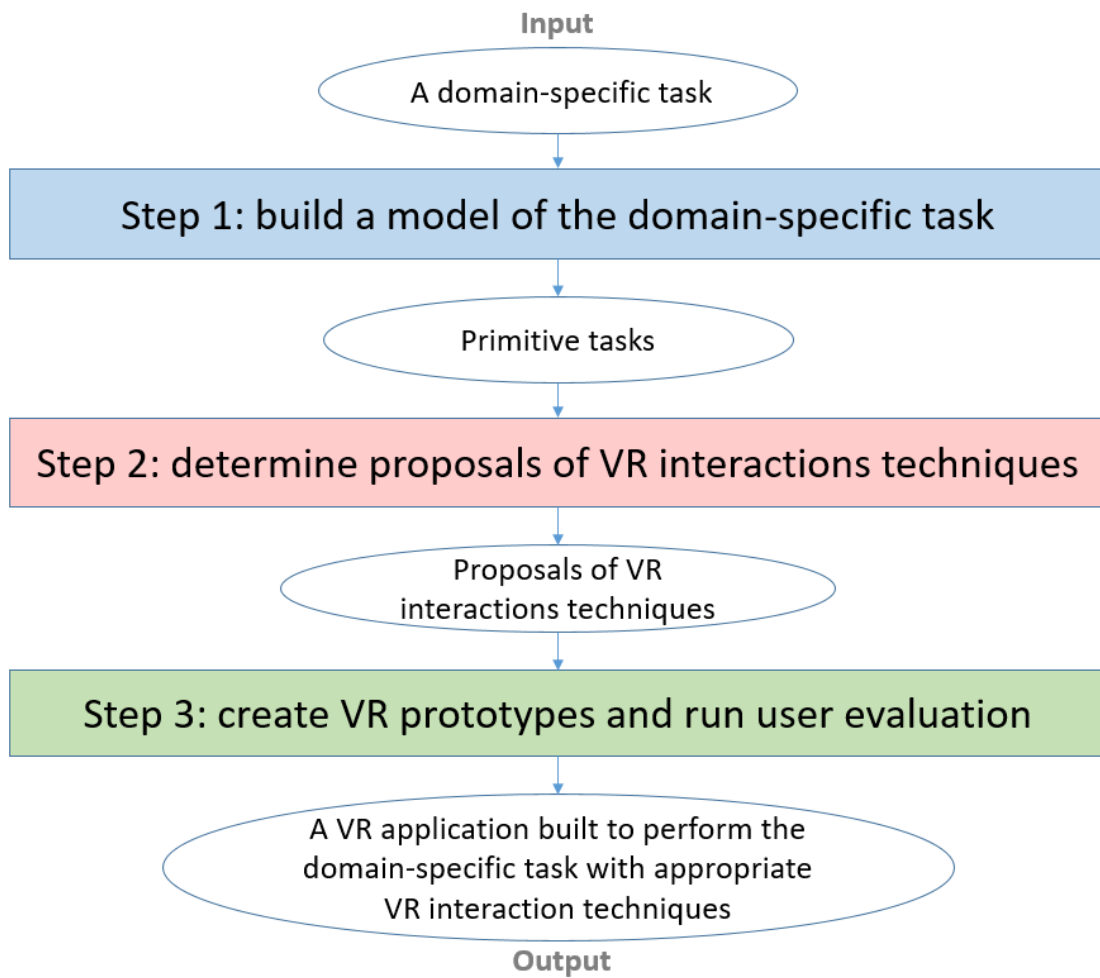 Input
A domain-specific task
Step 1: build a model of the domain-specific task
Primitive tasks
Step 2: determine proposals of VR interactions techniques
Proposals of VR
interactions techniques
Step 3: create VR prototypes and run user evaluation
A VR application built to perform the
domain-specific task with appropriate
VR interaction techniques
Output